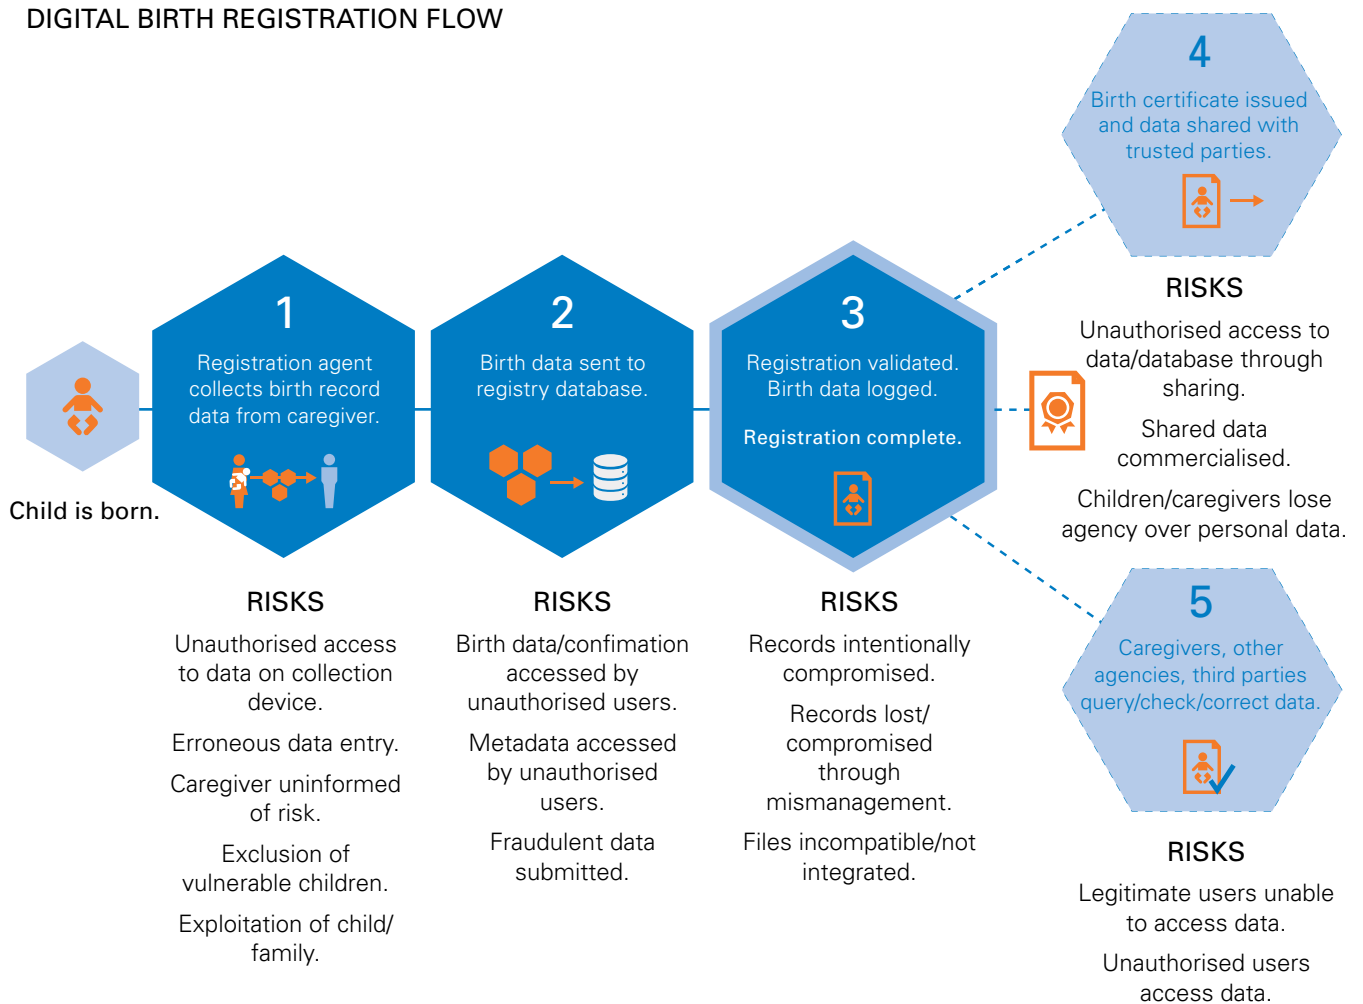 DIGITAL BIRTH REGISTRATION FLOW
Child is born.
1
Registration agent
collects birth record
data from caregiver.
RISKS
Unauthorised access
to data on collection
device.
Erroneous data entry.
Caregiver uninformed
of risk.
Exclusion of
vulnerable children.
Exploitation of child/
family.
2
Birth data sent to
registry database.
RISKS
Birth data/confimation
accessed by
unauthorised users.
Metadata accessed
by unauthorised
users.
Fraudulent data
submitted.
3
Registration validated.
Birth data logged.
Registration complete.
RISKS
Records intentionally
compromised.
Records lost/
compromised
through
mismanagement.
Files incompatible/not
integrated.
4
Birth certificate issued
and data shared with
trusted parties.
RISKS
Unauthorised access to
data/database through
sharing.
Shared data
commercialised.
Children/caregivers lose
agency over personal data.
5
Caregivers, other
agencies, third parties
query/check/correct data.
RISKS
Legitimate users unable
to access data.
Unauthorised users
access data.